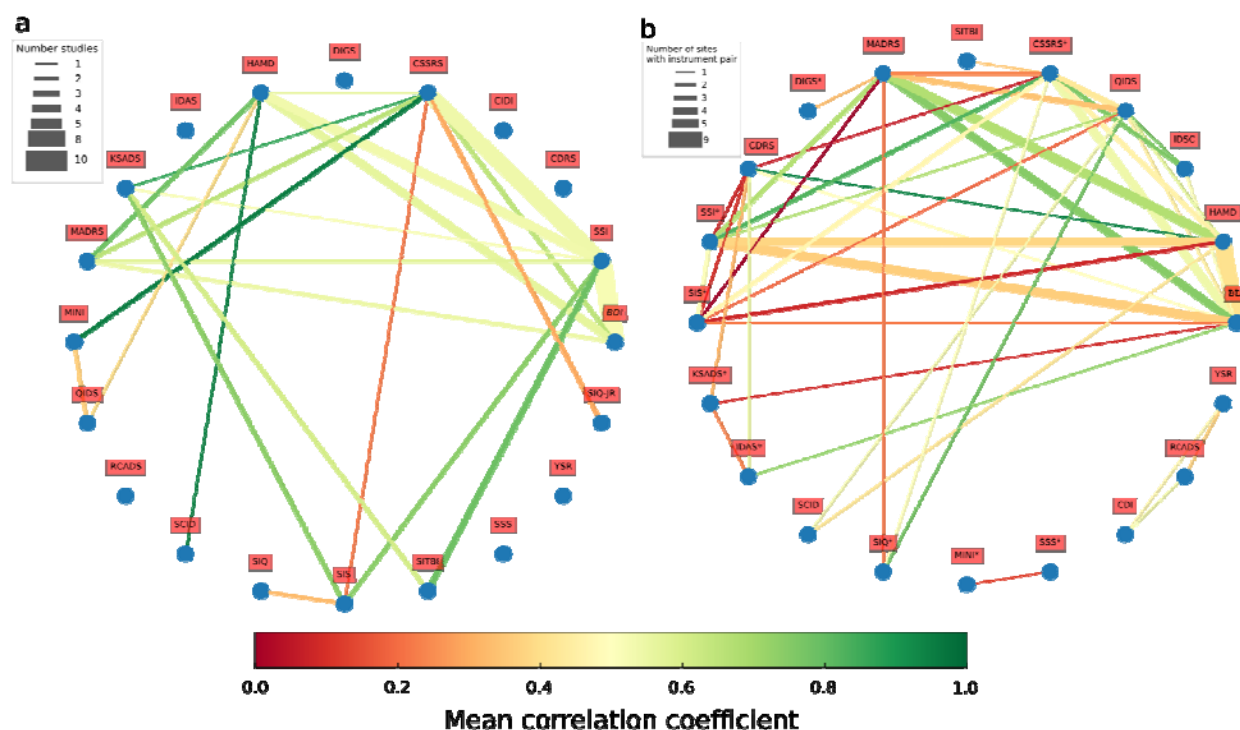 a
Number studies
1
2
3
4
5
8
10
DIGS
HAMD
CSSRS
IDAS
CIDI
KSADS
CDRS
MADRS
SSI
MINI
BDI
QIDS
SIQ-JR
RCADS
YSR
SCID
SSS
SIQ
SITBI
SIS
b
Number of sites
with instrument pair
1
2
3
4
5
9
SITBI
MADRS
CSSRS*
DIGS*
QIDS
CDRS
IDSC
SSI*
HAMD
SIS*
KSADS*
YSR
IDAS*
RCADS
SCID
CDI
SIQ*
MINI*
SSS*
0.0
0.2
0.4
0.6
0.8
1.0
Mean correlation coefficient